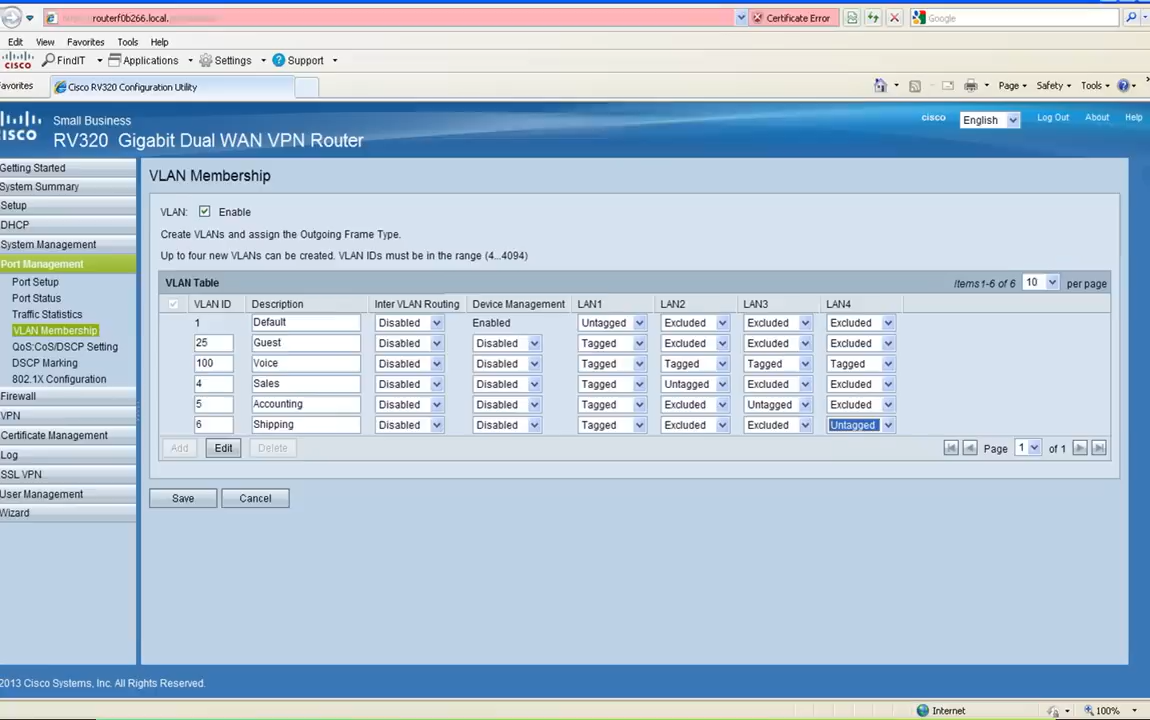 routerf0b266.local.
Certificate Error
Google
Edit View Favorites Tools Help
CISCO FindIT Applications Settings Support
avorites Cisco RV320 Configuration Utility Page Safety Tools
Small Business
cisco English Log Out About Help
RV320 Gigabit Dual WAN VPN Router
Getting Started
System Summary
Setup
DHCP
System Management
Port Management
Port Setup
Port Status
Traffic Statistics
VLAN Membership
QoS:CoS/DSCP Setting
DSCP Marking
802.1X Configuration
Firewall
VPN
Certificate Management
Log
SSL VPN
User Management
Wizard
VLAN Membership
VLAN: Enable
Create VLANs and assign the Outgoing Frame Type.
Up to four new VLANs can be created. VLAN IDs must be in the range (4...4094)
VLAN Table Items1-6 of 6 10 per page
VLAN ID Description Inter VLAN Routing Device Management LAN1 LAN2 LAN3 LAN4
1 Default Disabled Enabled Untagged Excluded Excluded Excluded
25 Guest Disabled Disabled Tagged Excluded Excluded Excluded
100 Voice Disabled Disabled Tagged Tagged Tagged Tagged
4 Sales Disabled Disabled Tagged Untagged Excluded Excluded
5 Accounting Disabled Disabled Tagged Excluded Untagged Excluded
6 Shipping Disabled Disabled Tagged Excluded Excluded Untagged
Add Edit Delete Page 1 of 1
Save Cancel
2013 Cisco Systems, Inc. All Rights Reserved.
Internet 100%